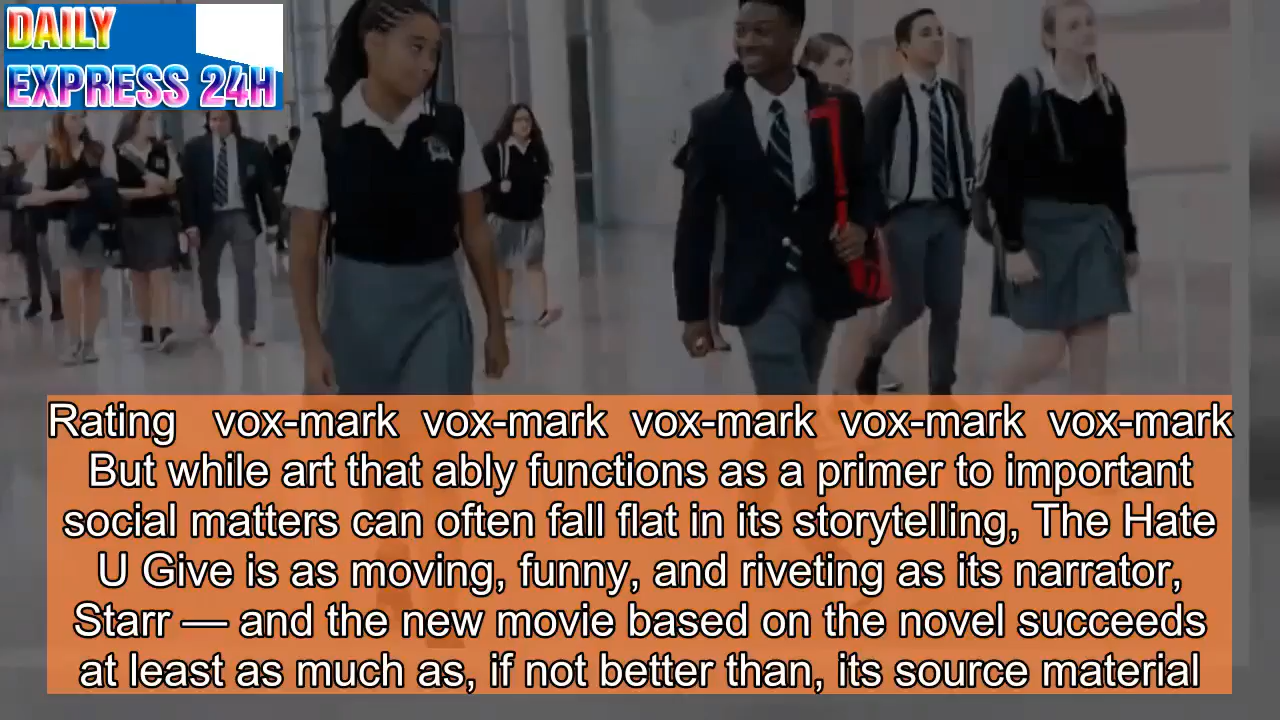 DAILY
EXPRESS 24H
Rating vox-mark vox-mark vox-mark vox-mark vox-mark
But while art that ably functions as a primer to important
social matters can often fall flat in its storytelling, The Hate
U Give is as moving, funny, and riveting as its narrator,
Starr — and the new movie based on the novel succeeds
at least as much as, if not better than, its source material